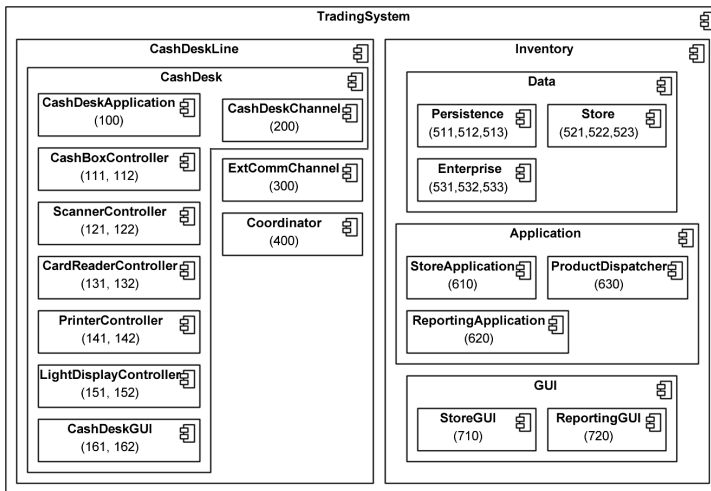 TradingSystem
CashDeskLine
CashDesk
CashDeskApplication
(100)
CashDeskChannel
(200)
CashBoxController
(111, 112)
ExtCommChannel
(300)
ScannerController
(121, 122)
Coordinator
(400)
CardReaderController
(131, 132)
PrinterController
(141, 142)
LightDisplayController
(151, 152)
CashDeskGUI
(161, 162)
Inventory
Data
Persistence
(511,512,513)
Store
(521,522,523)
Enterprise
(531,532,533)
Application
StoreApplication
(610)
ProductDispatcher
(630)
ReportingApplication
(620)
GUI
StoreGUI
(710)
ReportingGUI
(720)